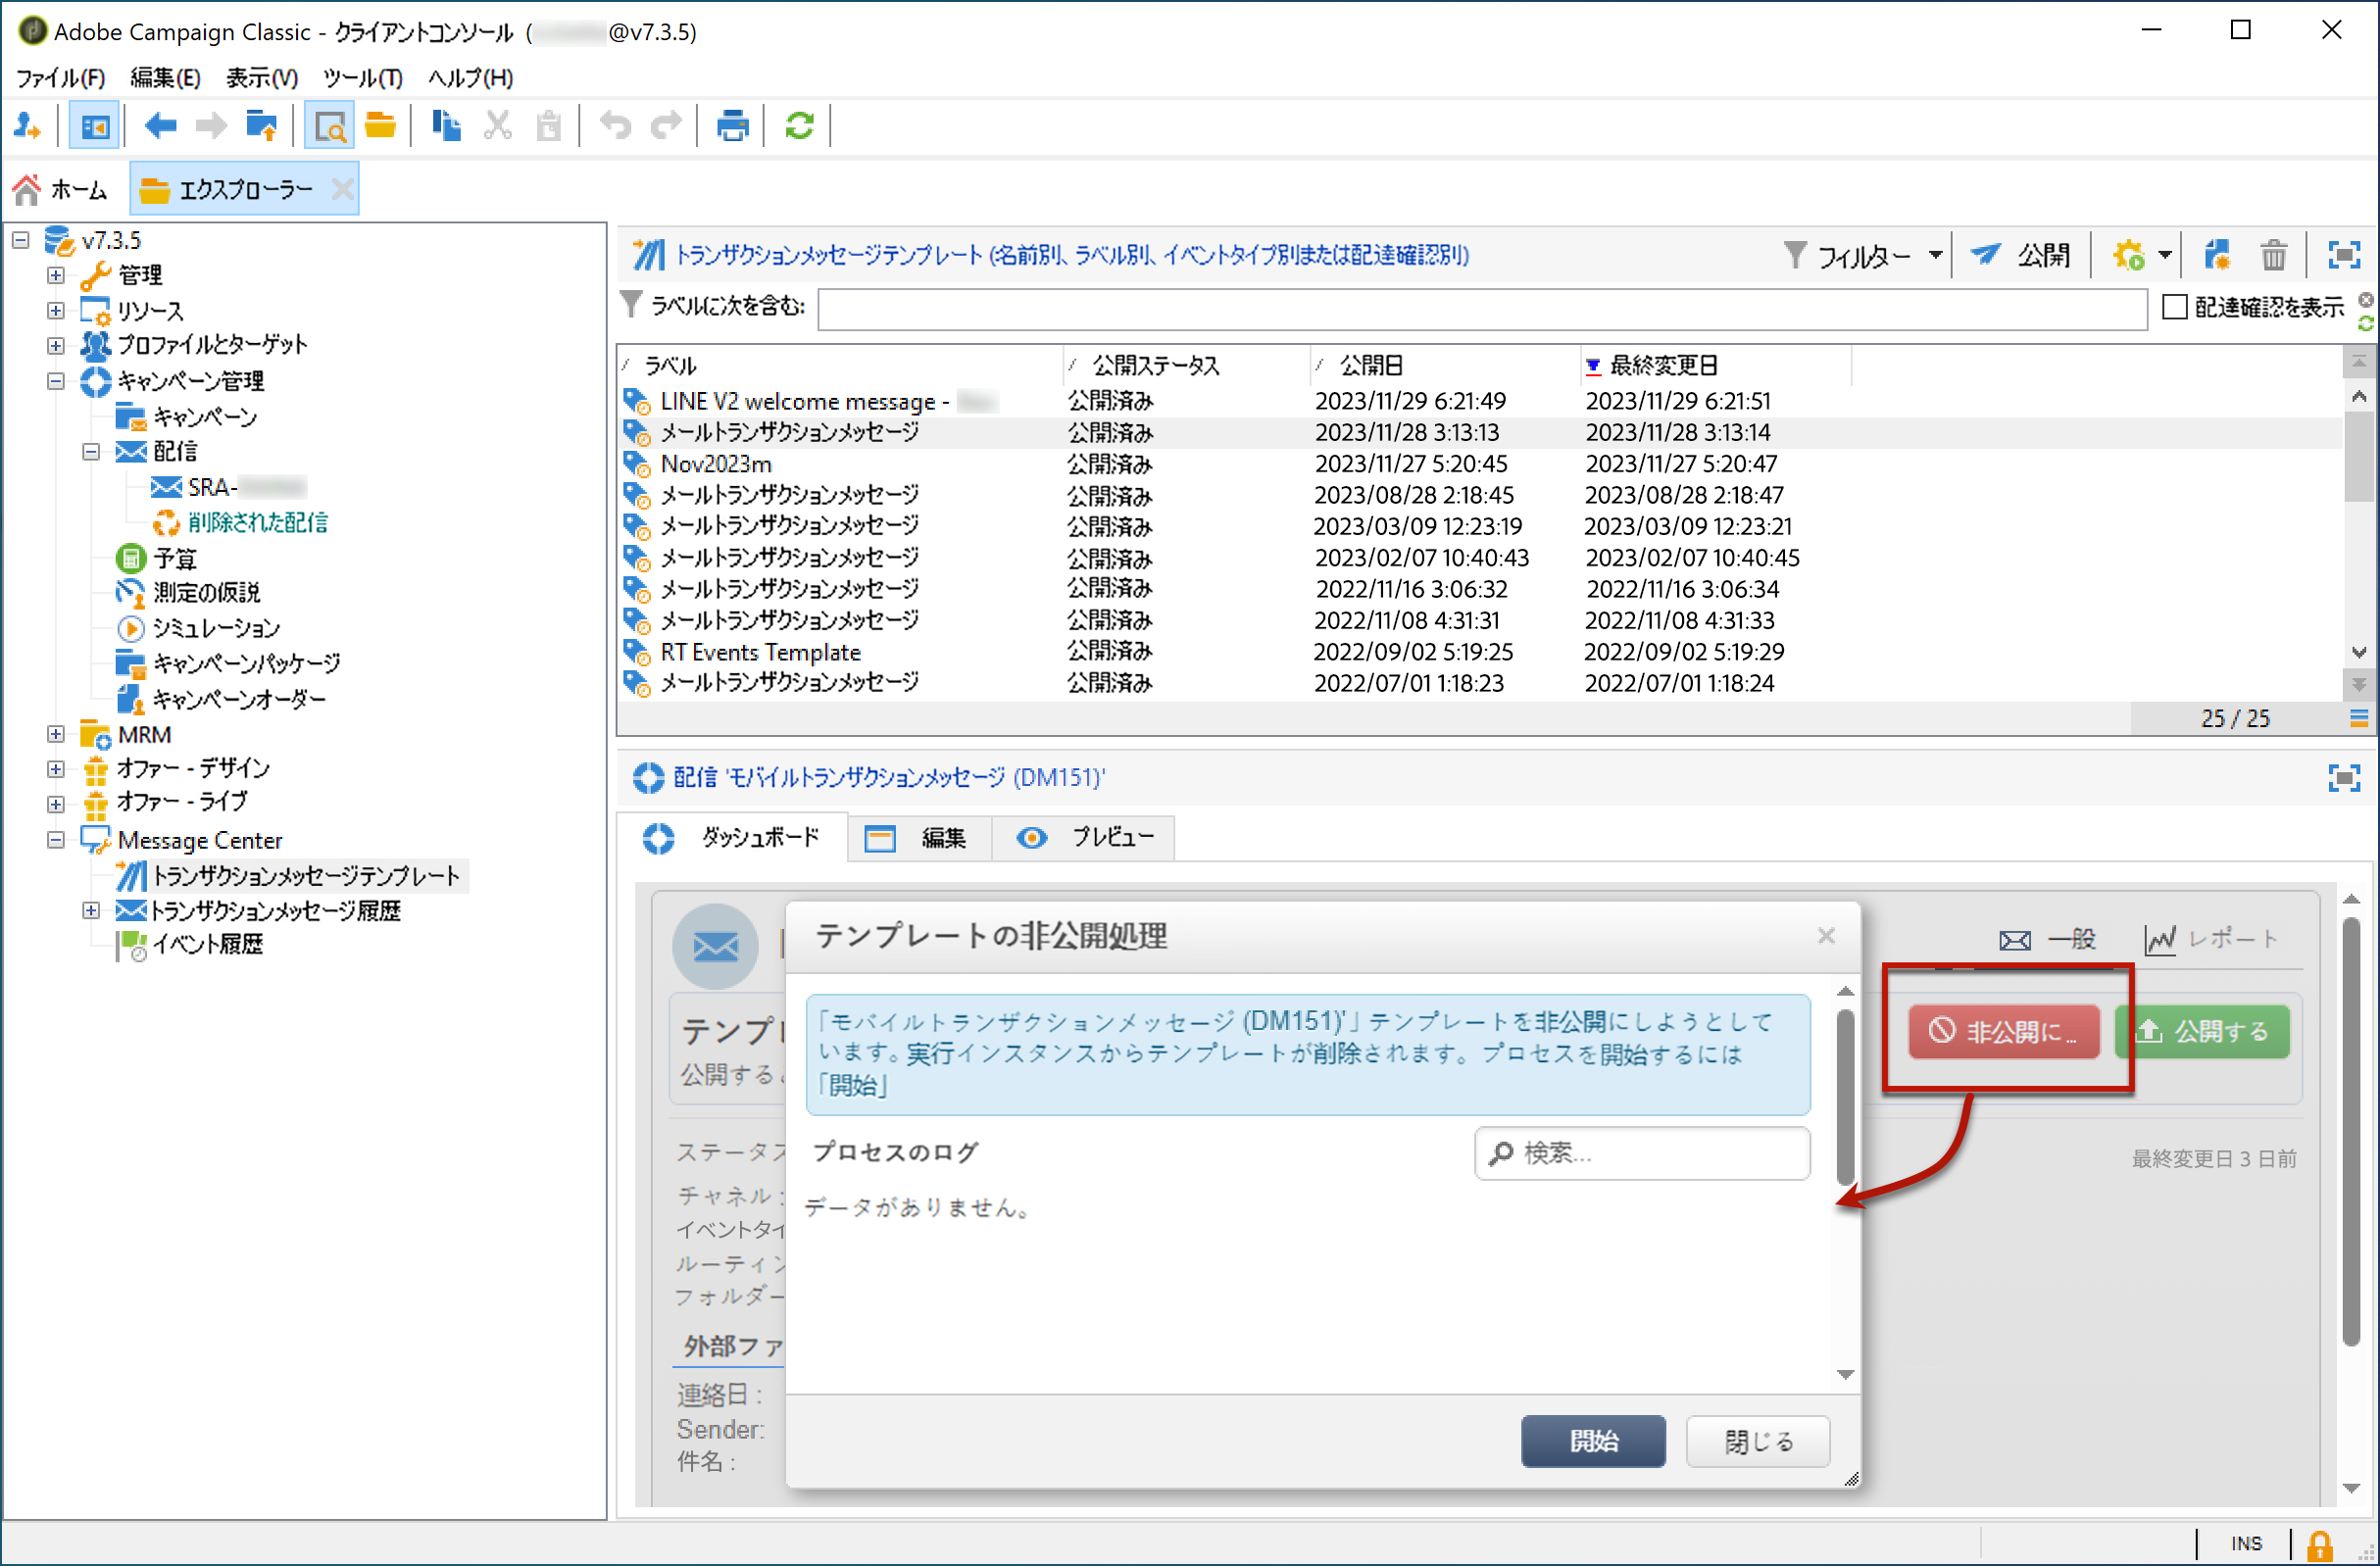 Adobe Campaign Classic - クライアントコンソール ( @v7.3.5)
ファイル(F) 編集(E) 表示(V) ツール(T) ヘルプ(H)
ホーム エクスプローラー
v7.3.5
管理
リソース
プロファイルとターゲット
キャンペーン管理
キャンペーン
配信
SRA-
削除された配信
予算
測定の仮説
シミュレーション
キャンペーンパッケージ
キャンペーンオーダー
MRM
オファー - デザイン
オファー - ライブ
Message Center
トランザクションメッセージテンプレート
トランザクションメッセージ履歴
イベント履歴
トランザクションメッセージテンプレート (名前別、ラベル別、イベントタイプ別または配達確認別) フィルター 公開
ラベルに次を含む: 配達確認を表示
ラベル 公開ステータス 公開日 最終変更日
LINE V2 welcome message - 公開済み 2023/11/29 6:21:49 2023/11/29 6:21:51
メールトランザクションメッセージ 公開済み 2023/11/28 3:13:13 2023/11/28 3:13:14
Nov2023m 公開済み 2023/11/27 5:20:45 2023/11/27 5:20:47
メールトランザクションメッセージ 公開済み 2023/08/28 2:18:45 2023/08/28 2:18:47
メールトランザクションメッセージ 公開済み 2023/03/09 12:23:19 2023/03/09 12:23:21
メールトランザクションメッセージ 公開済み 2023/02/07 10:40:43 2023/02/07 10:40:45
メールトランザクションメッセージ 公開済み 2022/11/16 3:06:32 2022/11/16 3:06:34
メールトランザクションメッセージ 公開済み 2022/11/08 4:31:31 2022/11/08 4:31:33
RT Events Template 公開済み 2022/09/02 5:19:25 2022/09/02 5:19:29
メールトランザクションメッセージ 公開済み 2022/07/01 1:18:23 2022/07/01 1:18:24
25 / 25
配信 'モバイルトランザクションメッセージ (DM151)'
ダッシュボード 編集 プレビュー
一般 レポート
テンプレ
公開する
非公開に... 公開する
ステータス
最終変更日 3 日前
チャネル :
イベントタイ
ルーティン
フォルダー
外部ファ
連絡日 :
Sender:
件名 :
テンプレートの非公開処理
「モバイルトランザクションメッセージ (DM151)'」テンプレートを非公開にしようとして
います。実行インスタンスからテンプレートが削除されます。プロセスを開始するには
「開始」
プロセスのログ 検索...
データがありません。
開始 閉じる
INS